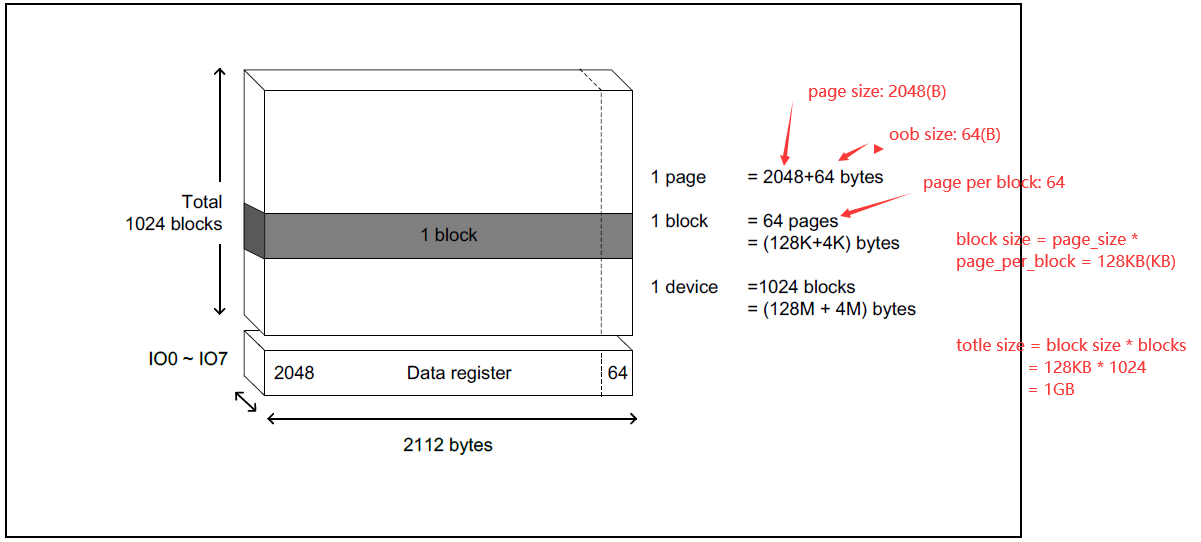 page size: 2048(B)
oob size: 64(B)
1 page = 2048+64 bytes
page per block: 64
Total
1024 blocks
1 block
1 block = 64 pages
= (128K+4K) bytes
block size = page_size *
page_per_block = 128KB(KB)
1 device =1024 blocks
= (128M + 4M) bytes
totle size = block size * blocks
= 128KB * 1024
= 1GB
IO0 ~ IO7
2048 Data register 64
2112 bytes